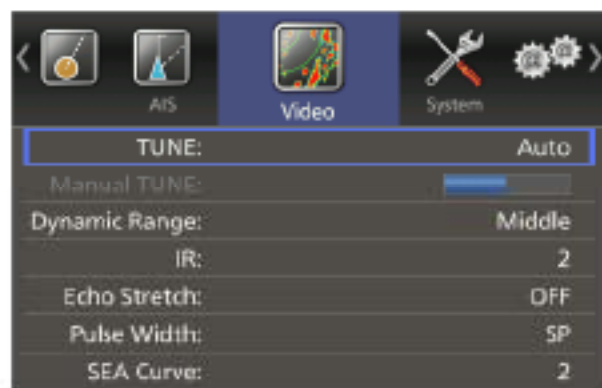 AIS
Video
System
TUNE: Auto
Manual TUNE:
Dynamic Range: Middle
IR: 2
Echo Stretch: OFF
Pulse Width: SP
SEA Curve: 2